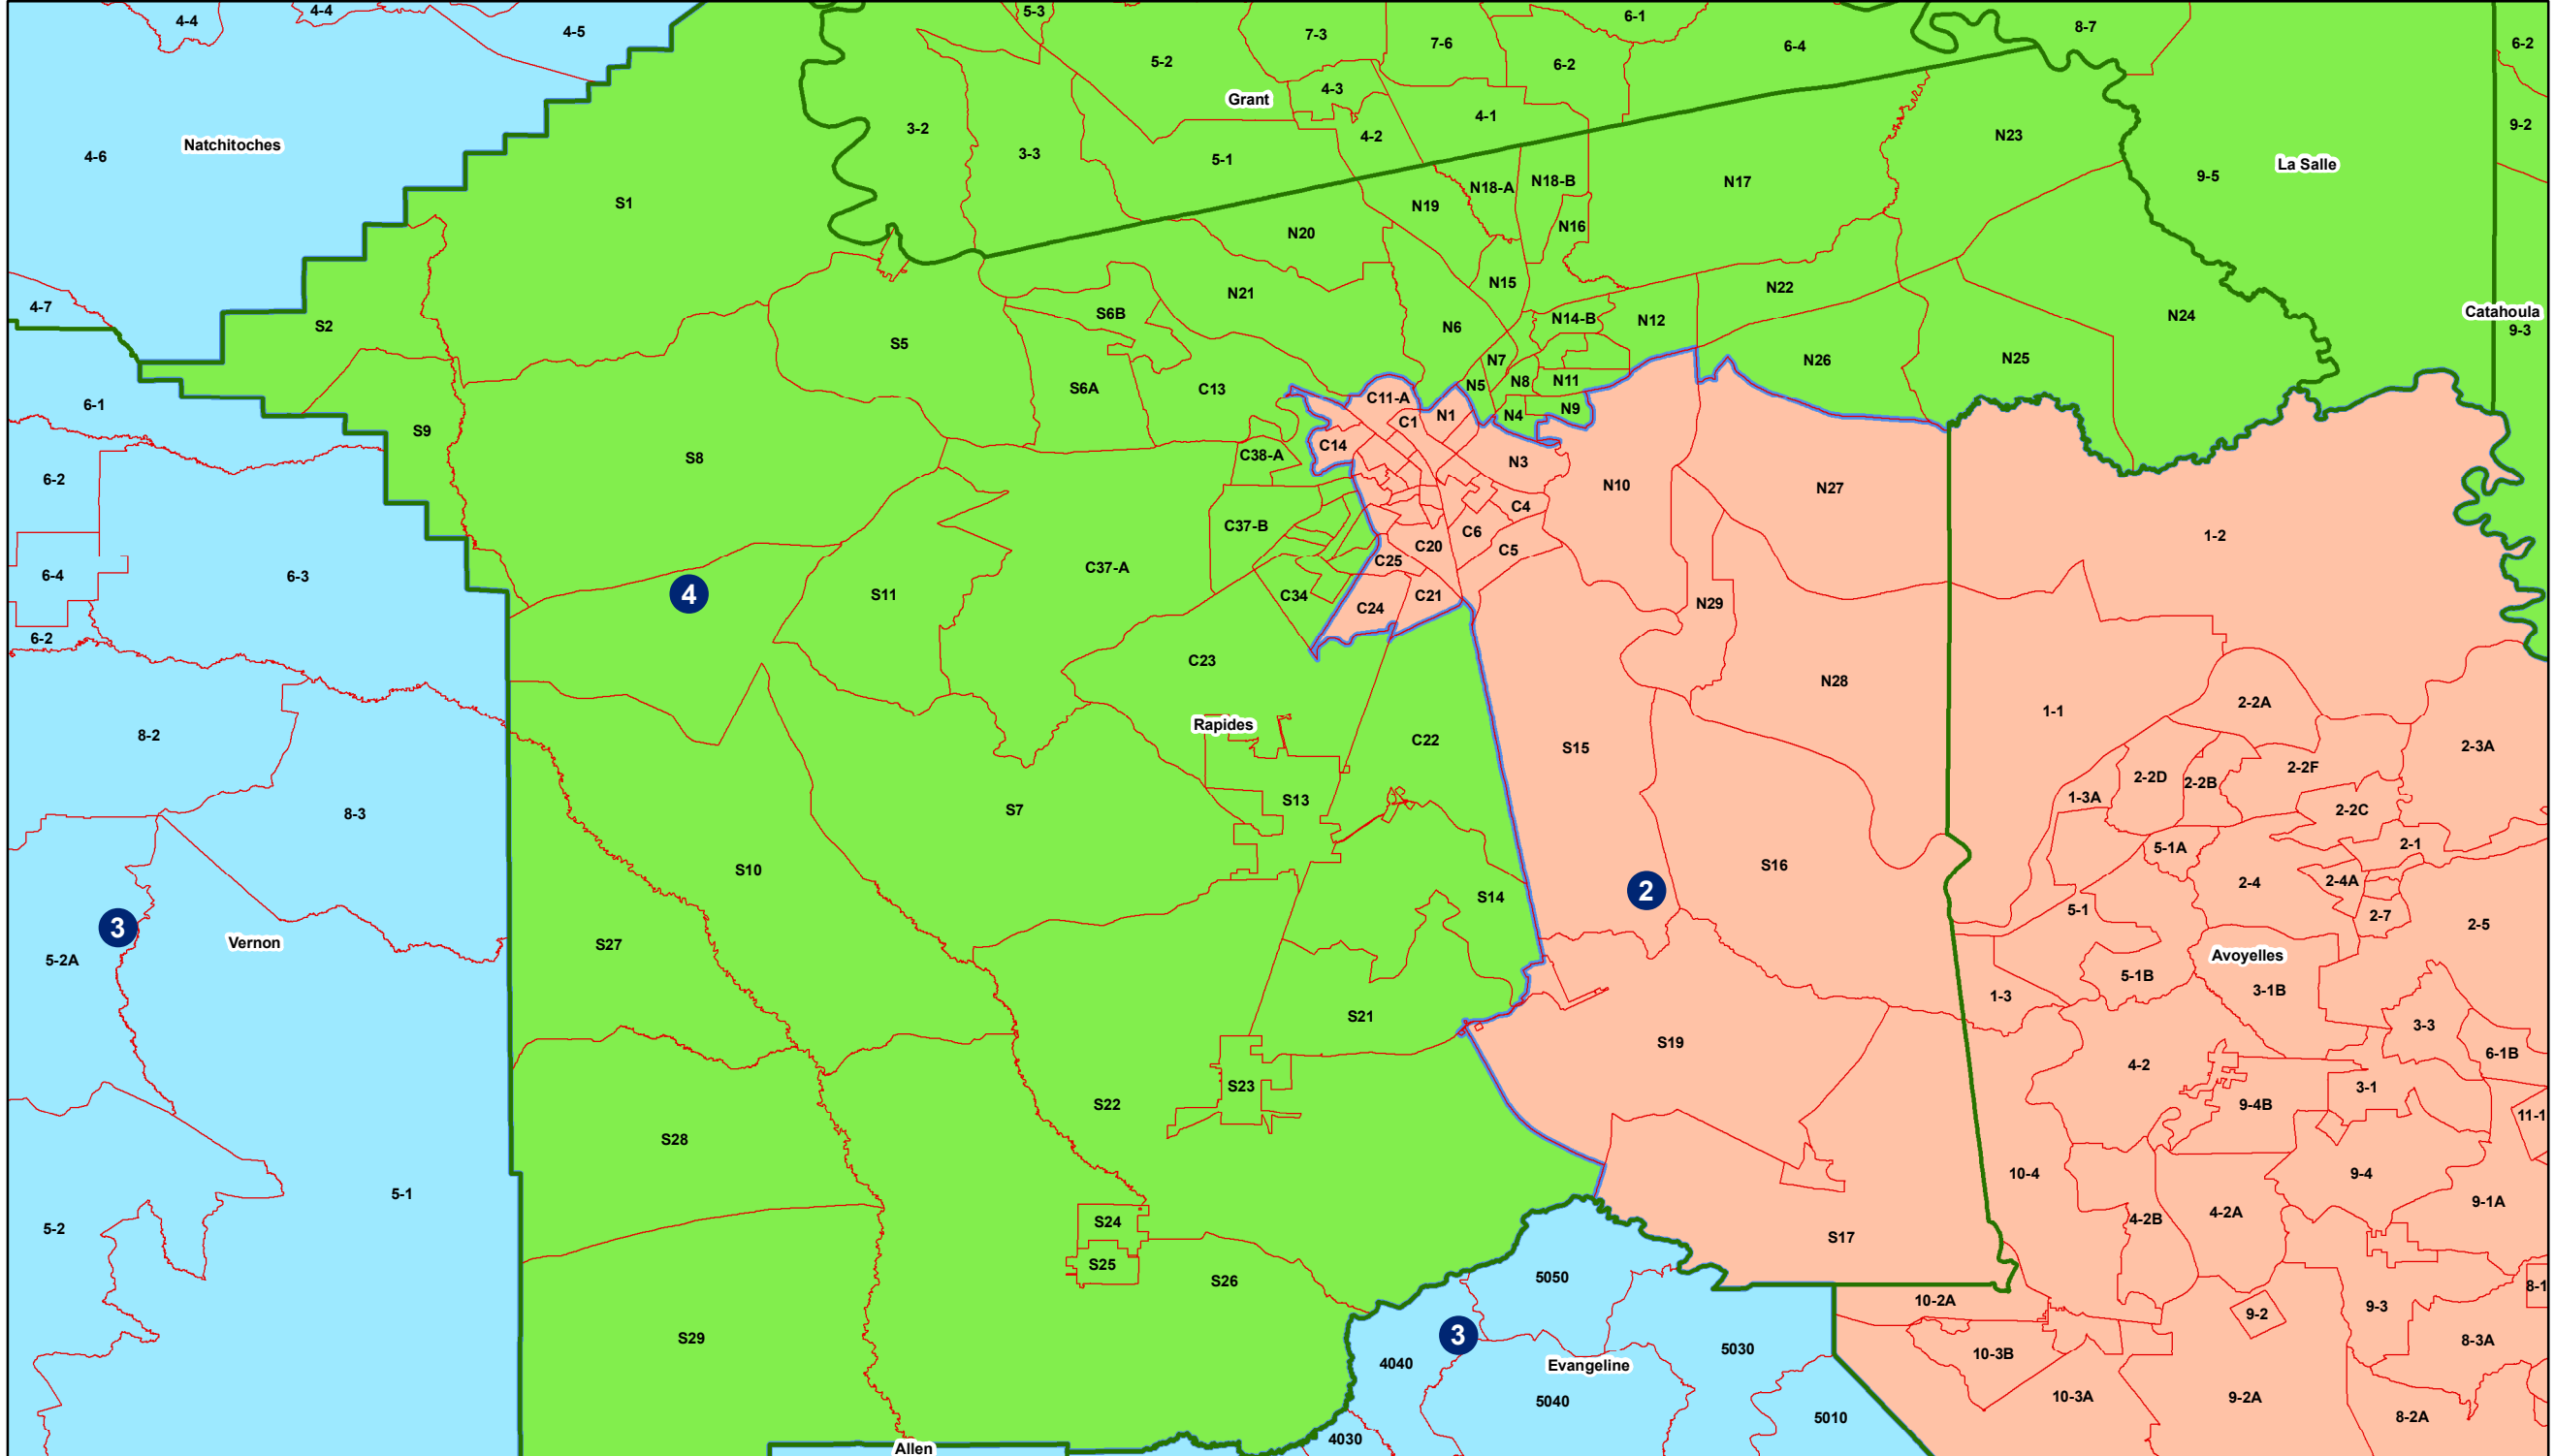 4-4
4-4
4-5
5-3
7-3
7-6
6-1
6-2
6-4
8-7
6-2
5-2
Grant
4-3
4-1
4-2
9-2
3-2
3-3
5-1
N23
Natchitoches
4-6
La Salle
9-5
S1
N18-A
N18-B
N17
N19
N16
N20
N15
N21
N22
4-7
S2
S6B
N14-B
N12
N6
N24
Catahoula
9-3
S5
N7
N26
N25
S6A
C13
N5
N8
N11
6-1
C11-A
N1
N4
N9
C1
S9
C14
C38-A
S8
N3
6-2
N10
N27
C4
C37-B
C6
1-2
C20
C5
C25
C37-A
6-4
6-3
4
S11
C34
C24
C21
N29
6-2
C23
N28
2-2A
1-1
Rapides
8-2
C22
S15
2-3A
2-2D
2-2B
2-2F
1-3A
S13
2-2C
8-3
S7
5-1A
2-1
S10
S16
2-4
2-4A
2
S14
5-1
2-7
3
2-5
Vernon
S27
5-2A
Avoyelles
5-1B
3-1B
1-3
S21
3-3
S19
6-1B
4-2
S23
3-1
S22
9-4B
11-1
S28
10-4
9-4
5-1
9-1A
5-2
S24
4-2B
4-2A
S17
S25
S26
5050
8-1
10-2A
9-2
9-3
S29
3
8-3A
5030
10-3B
4040
Evangeline
10-3A
9-2A
5040
5010
8-2A
4030
Allen